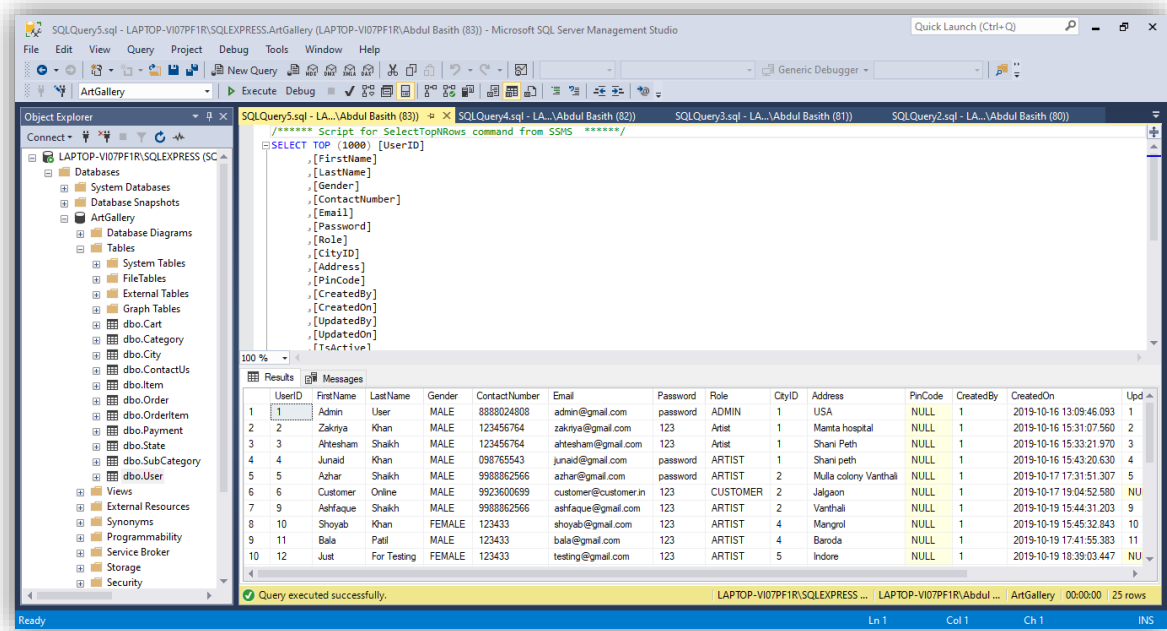 SQLQuery5.sql - LAPTOP-VI07PF1R\SQLEXPRESS.ArtGallery (LAPTOP-VI07PF1R\Abdul Basith (83)) - Microsoft SQL Server Management Studio
Quick Launch (Ctrl+Q)
File Edit View Query Project Debug Tools Window Help
New Query MDX DMX XMLA DAX Generic Debugger
ArtGallery Execute Debug
Object Explorer
SQLQuery5.sql - LA...\Abdul Basith (83)) SQLQuery4.sql - LA...\Abdul Basith (82)) SQLQuery3.sql - LA...\Abdul Basith (81)) SQLQuery2.sql - LA...\Abdul Basith (80))
Connect
LAPTOP-VI07PF1R\SQLEXPRESS (SC
Databases
System Databases
Database Snapshots
ArtGallery
Database Diagrams
Tables
System Tables
FileTables
External Tables
Graph Tables
dbo.Cart
dbo.Category
dbo.City
dbo.ContactUs
dbo.Item
dbo.Order
dbo.OrderItem
dbo.Payment
dbo.State
dbo.SubCategory
dbo.User
Views
External Resources
Synonyms
Programmability
Service Broker
Storage
Security
/****** Script for SelectTopNRows command from SSMS ******/
SELECT TOP (1000) [UserID]
,[FirstName]
,[LastName]
,[Gender]
,[ContactNumber]
,[Email]
,[Password]
,[Role]
,[CityID]
,[Address]
,[PinCode]
,[CreatedBy]
,[CreatedOn]
,[UpdatedBy]
,[UpdatedOn]
,[IsActive]
100 %
Results Messages
UserID FirstName LastName Gender ContactNumber Email Password Role CityID Address PinCode CreatedBy CreatedOn Upd
1 1 Admin User MALE 8888024808 admin@gmail.com password ADMIN 1 USA NULL 1 2019-10-16 13:09:46.093 1
2 2 Zakriya Khan MALE 123456764 zakriya@gmail.com 123 Artist 1 Mamta hospital NULL 1 2019-10-16 15:31:07.560 2
3 3 Ahtesham Shaikh MALE 123456764 ahtesham@gmail.com 123 Artist 1 Shani Peth NULL 1 2019-10-16 15:33:21.970 3
4 4 Junaid Khan MALE 098765543 junaid@gmail.com password ARTIST 1 Shani peth NULL 1 2019-10-16 15:43:20.630 4
5 5 Azhar Shaikh MALE 9988862566 azhar@gmail.com password ARTIST 2 Mulla colony Vanthali NULL 1 2019-10-17 17:31:51.307 5
6 6 Customer Online MALE 9923600699 customer@customer.in 123 CUSTOMER 2 Jalgaon NULL 1 2019-10-17 19:04:52.580 NU
7 9 Ashfaque Shaikh MALE 9988862566 ashfaque@gmail.com 123 ARTIST 2 Vanthali NULL 1 2019-10-19 15:44:31.203 9
8 10 Shoyab Khan FEMALE 123433 shoyab@gmail.com 123 ARTIST 4 Mangrol NULL 1 2019-10-19 15:45:32.843 10
9 11 Bala Patil FEMALE 123433 bala@gmail.com 123 ARTIST 4 Baroda NULL 1 2019-10-19 17:41:55.383 11
10 12 Just For Testing FEMALE 123433 testing@gmail.com 123 ARTIST 5 Indore NULL 1 2019-10-19 18:39:03.447 NU
Query executed successfully. LAPTOP-VI07PF1R\SQLEXPRESS ... LAPTOP-VI07PF1R\Abdul ... ArtGallery 00:00:00 25 rows
Ready Ln 1 Col 1 Ch 1 INS